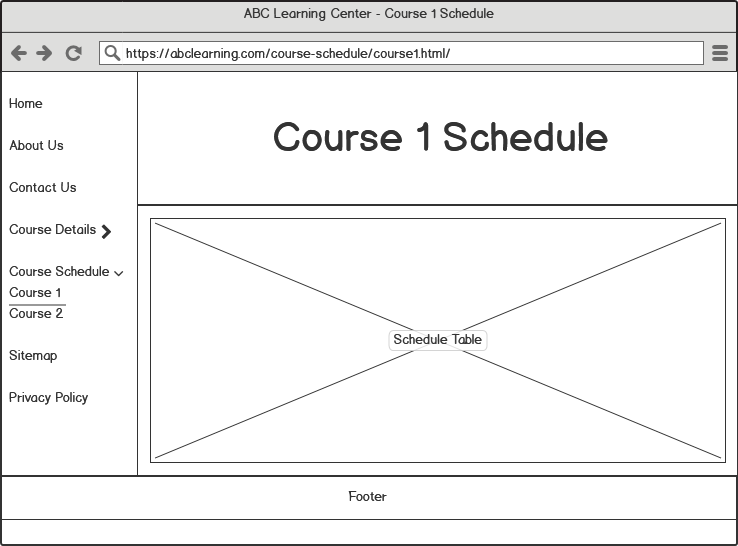 ABC Learning Center - Course 1 Schedule
https://abclearning.com/course-schedule/course1.html/
Home
About Us
Contact Us
Course Details
Course Schedule
Course 1
Course 2
Sitemap
Privacy Policy
Course 1 Schedule
Schedule Table
Footer